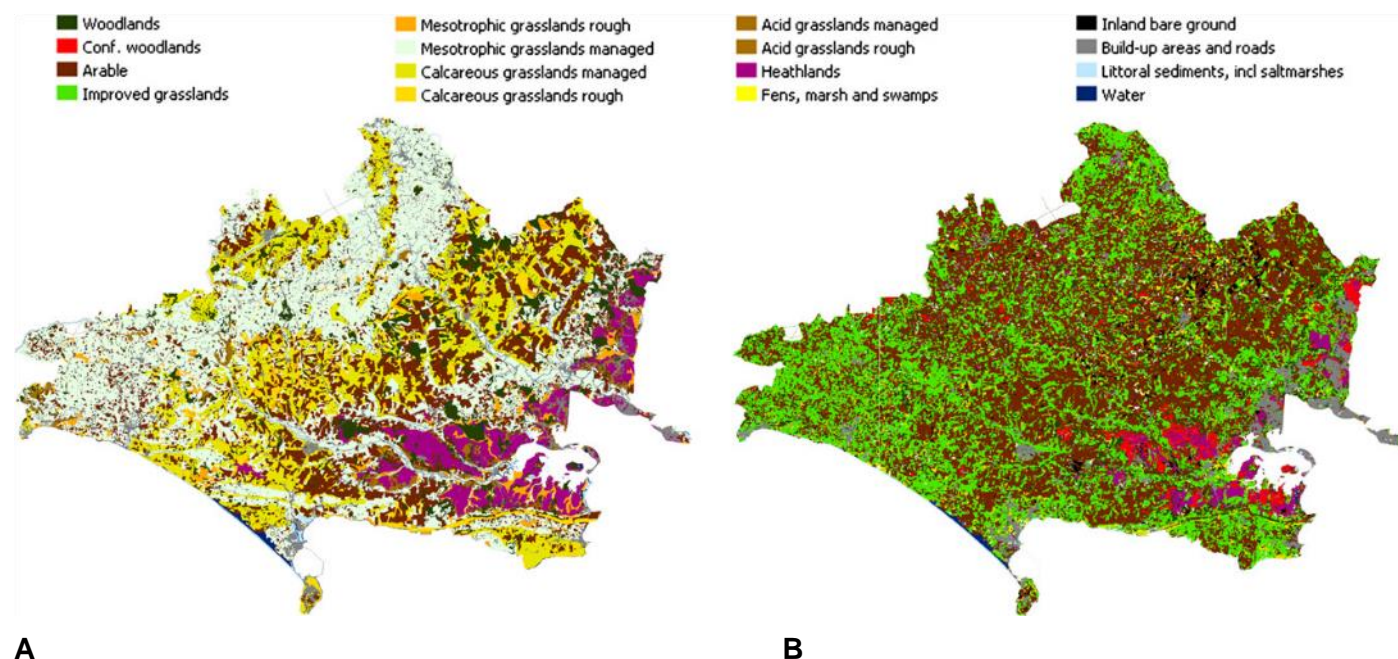 Woodlands
Conf. woodlands
Arable
Improved grasslands
Mesotrophic grasslands rough
Mesotrophic grasslands managed
Calcareous grasslands managed
Calcareous grasslands rough
Acid grasslands managed
Acid grasslands rough
Heathlands
Fens, marsh and swamps
Inland bare ground
Build-up areas and roads
Littoral sediments, incl saltmarshes
Water
A
B